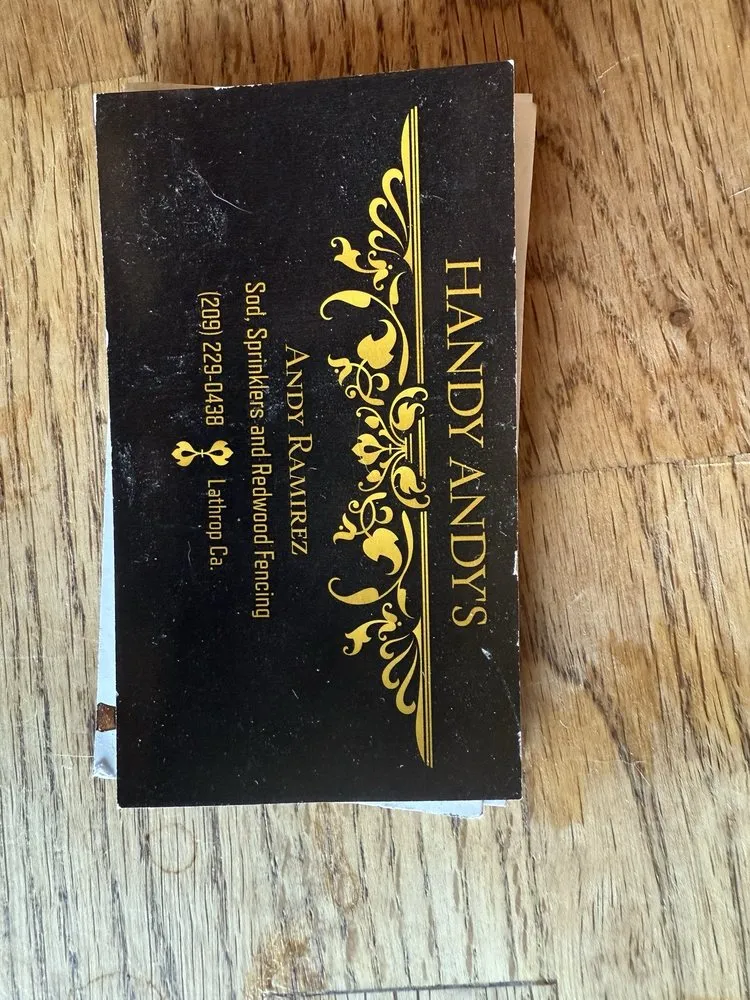 HANDY ANDY'S
ANDY RAMIREZ
Sod, Sprinklers and Redwood Fencing
(209) 229-0438 Lathrop Ca.